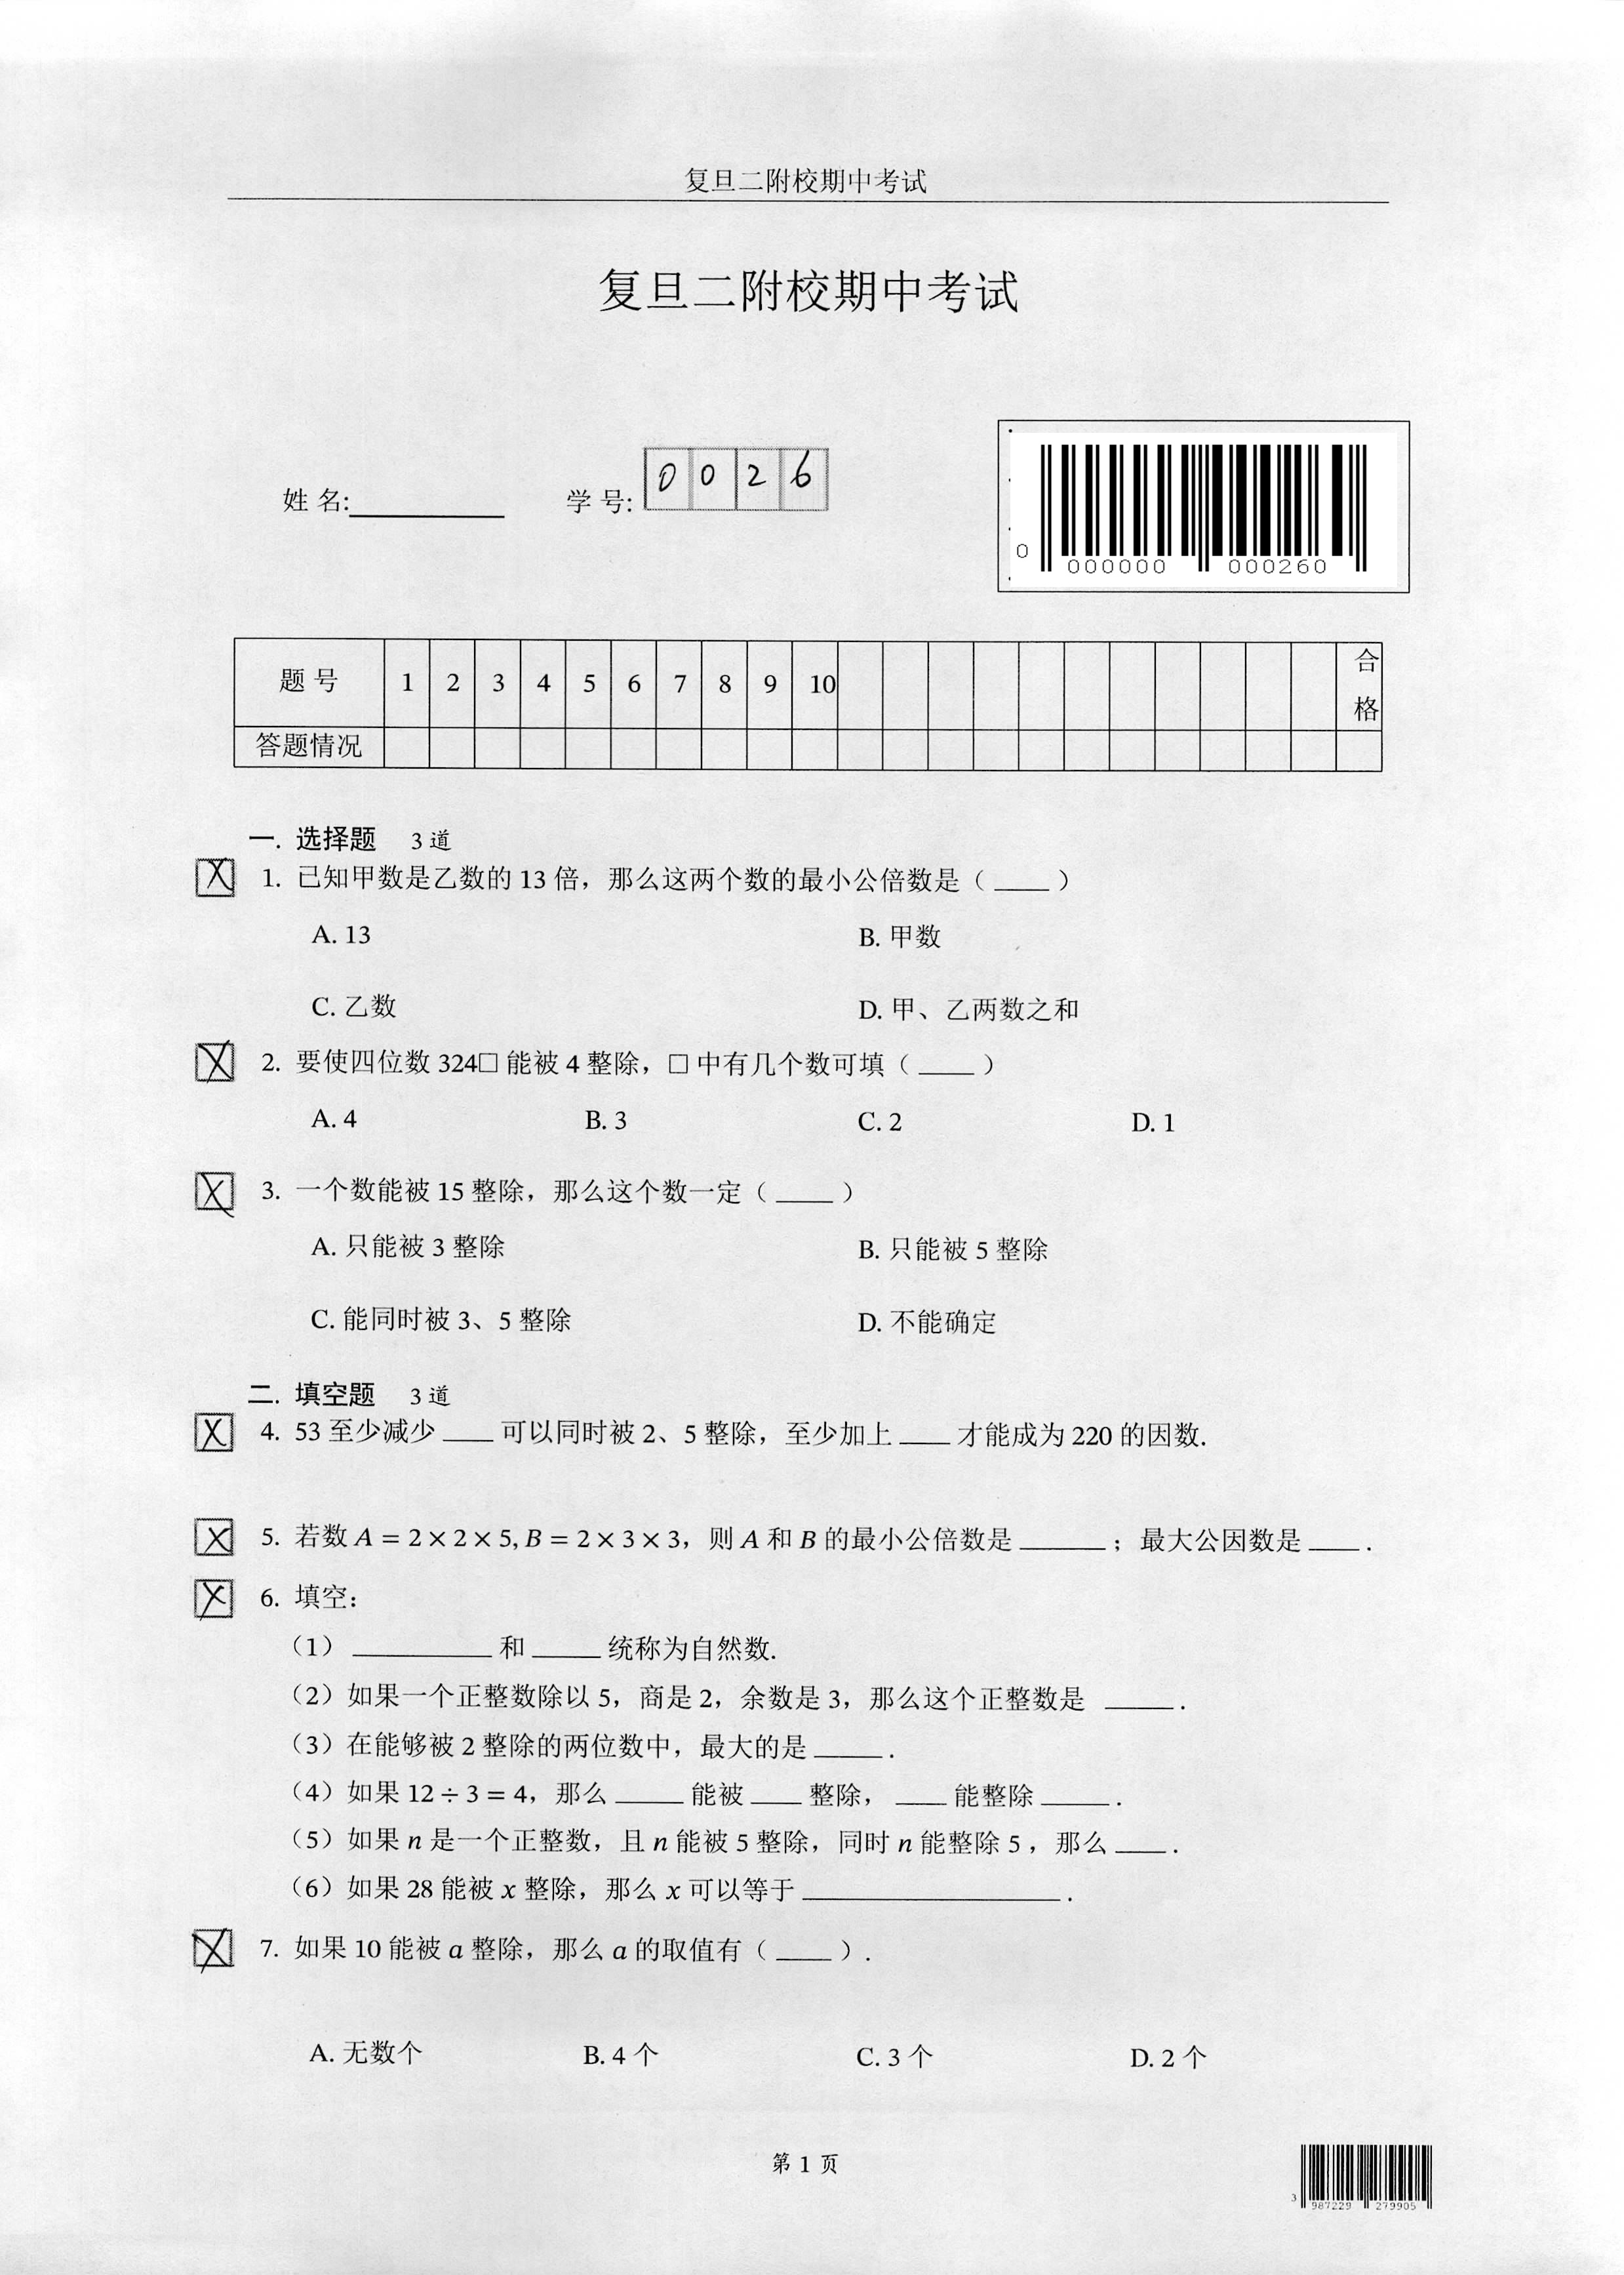 复旦二附校期中考试
复旦二附校期中考试
姓 名:__________ 学 号: 0 0 2 6
0 000000 000260
题 号 1 2 3 4 5 6 7 8 9 10 合格
答题情况
一. 选择题 3 道
X 1. 已知甲数是乙数的 13 倍，那么这两个数的最小公倍数是（____）
A. 13 B. 甲数
C. 乙数 D. 甲、乙两数之和
X 2. 要使四位数 324□ 能被 4 整除，□ 中有几个数可填（____）
A. 4 B. 3 C. 2 D. 1
X 3. 一个数能被 15 整除，那么这个数一定（____）
A. 只能被 3 整除 B. 只能被 5 整除
C. 能同时被 3、5 整除 D. 不能确定
二. 填空题 3 道
X 4. 53 至少减少 ____ 可以同时被 2、5 整除，至少加上 ____ 才能成为 220 的因数.
X 5. 若数 A = 2 × 2 × 5, B = 2 × 3 × 3，则 A 和 B 的最小公倍数是 ______；最大公因数是 ____.
X 6. 填空：
（1）__________ 和 _____ 统称为自然数.
（2）如果一个正整数除以 5，商是 2，余数是 3，那么这个正整数是 _____.
（3）在能够被 2 整除的两位数中，最大的是 _____.
（4）如果 12 ÷ 3 = 4，那么 _____ 能被 ____ 整除，____ 能整除 _____.
（5）如果 n 是一个正整数，且 n 能被 5 整除，同时 n 能整除 5，那么 ____.
（6）如果 28 能被 x 整除，那么 x 可以等于 ___________________.
X 7. 如果 10 能被 a 整除，那么 a 的取值有（____）.
A. 无数个 B. 4 个 C. 3 个 D. 2 个
第 1 页
3 987229 279905